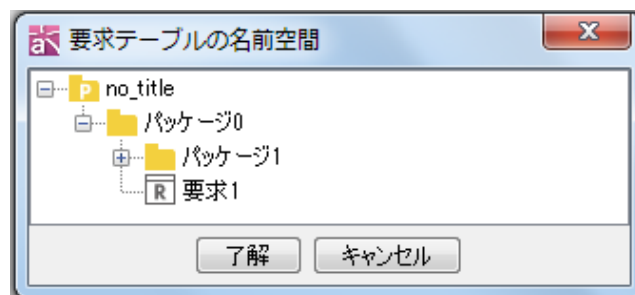 要求テーブルの名前空間
no_title
パッケージ0
パッケージ1
R 要求1
了解 キャンセル